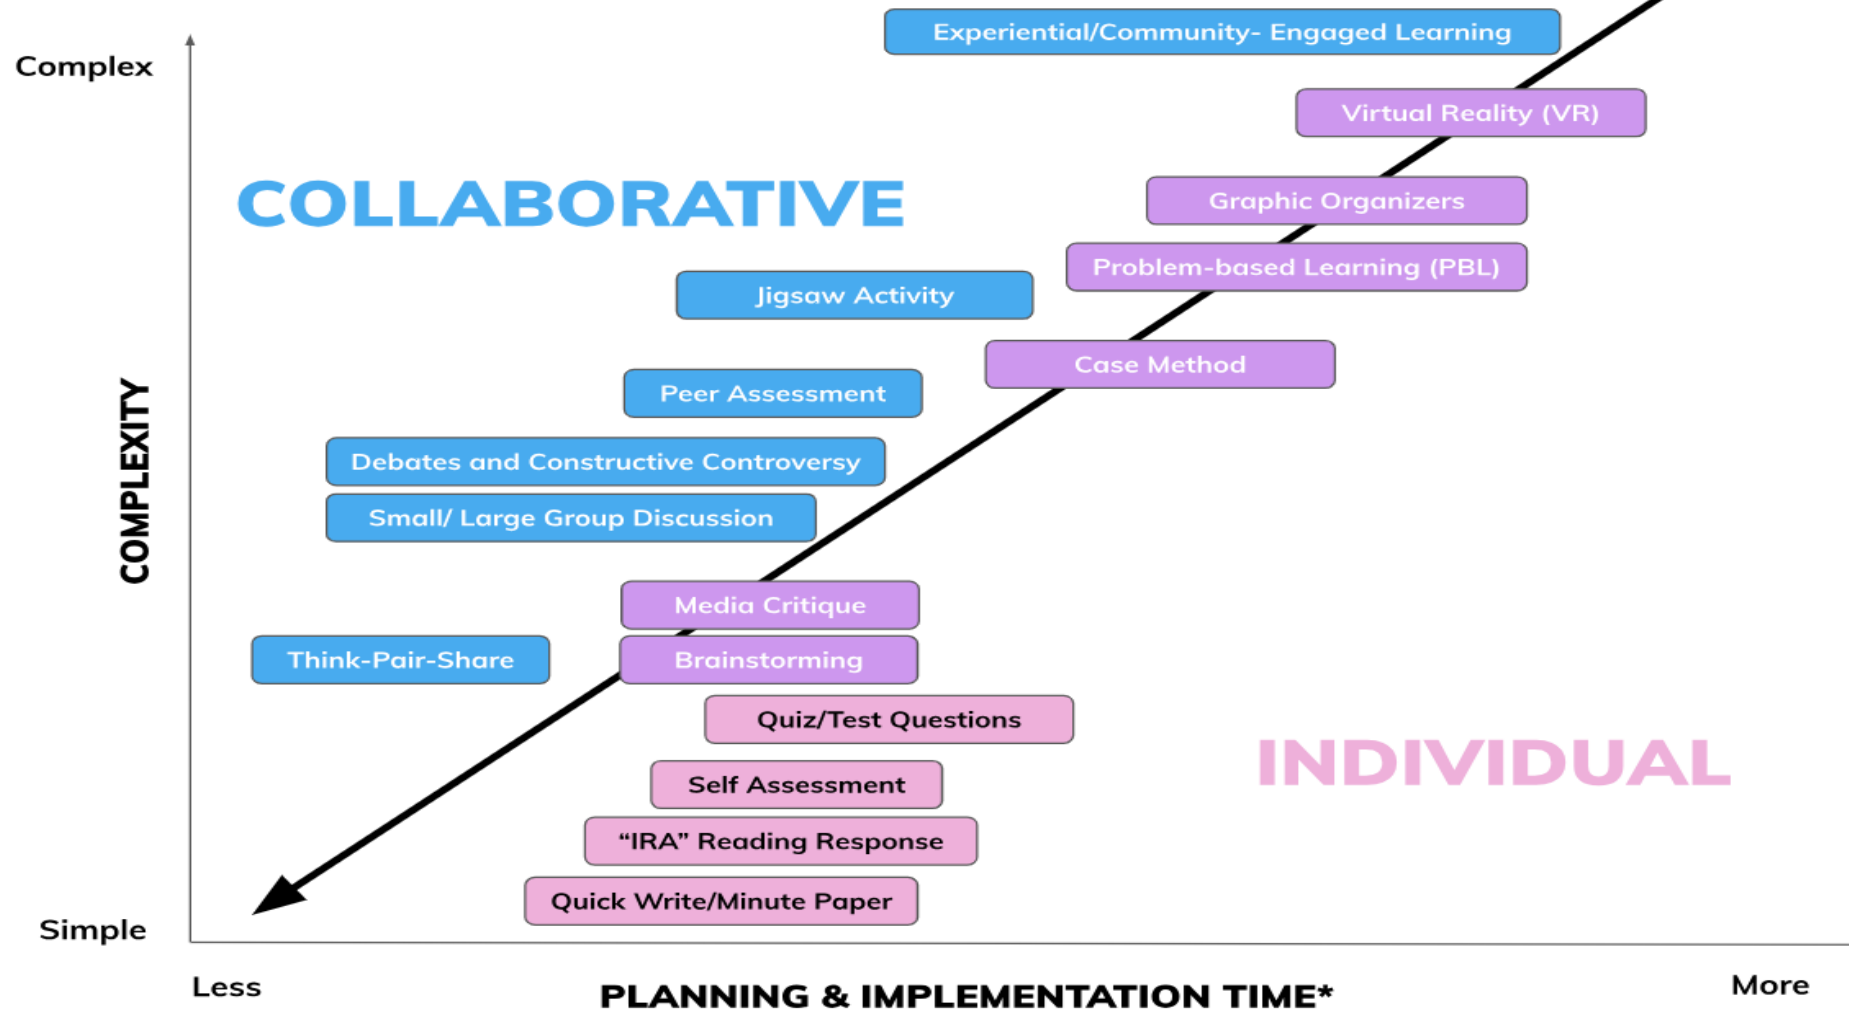 Experiential/Community- Engaged Learning
Complex
Virtual Reality (VR)
COLLABORATIVE
Graphic Organizers
Problem-based Learning (PBL)
Jigsaw Activity
Case Method
Peer Assessment
COMPLEXITY
Debates and Constructive Controversy
Small/ Large Group Discussion
Media Critique
Think-Pair-Share
Brainstorming
Quiz/Test Questions
INDIVIDUAL
Self Assessment
“IRA” Reading Response
Quick Write/Minute Paper
Simple
Less
PLANNING & IMPLEMENTATION TIME*
More